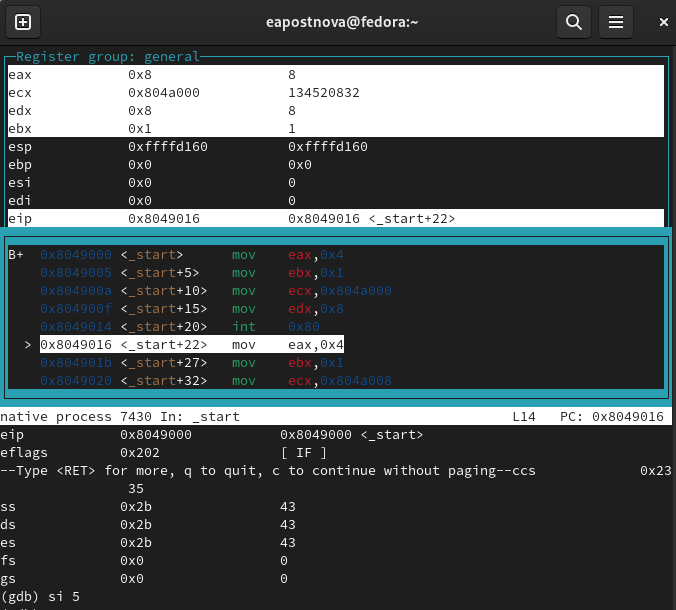 eapostnova@fedora:~
Register group: general
eax 0x8 8
ecx 0x804a000 134520832
edx 0x8 8
ebx 0x1 1
esp 0xffffd160 0xffffd160
ebp 0x0 0x0
esi 0x0 0
edi 0x0 0
eip 0x8049016 0x8049016 <_start+22>
B+ 0x8049000 <_start> mov eax,0x4
0x8049005 <_start+5> mov ebx,0x1
0x804900a <_start+10> mov ecx,0x804a000
0x804900f <_start+15> mov edx,0x8
0x8049014 <_start+20> int 0x80
> 0x8049016 <_start+22> mov eax,0x4
0x804901b <_start+27> mov ebx,0x1
0x8049020 <_start+32> mov ecx,0x804a008
native process 7430 In: _start L14 PC: 0x8049016
eip 0x8049000 0x8049000 <_start>
eflags 0x202 [ IF ]
--Type <RET> for more, q to quit, c to continue without paging--ccs 0x23
35
ss 0x2b 43
ds 0x2b 43
es 0x2b 43
fs 0x0 0
gs 0x0 0
(gdb) si 5